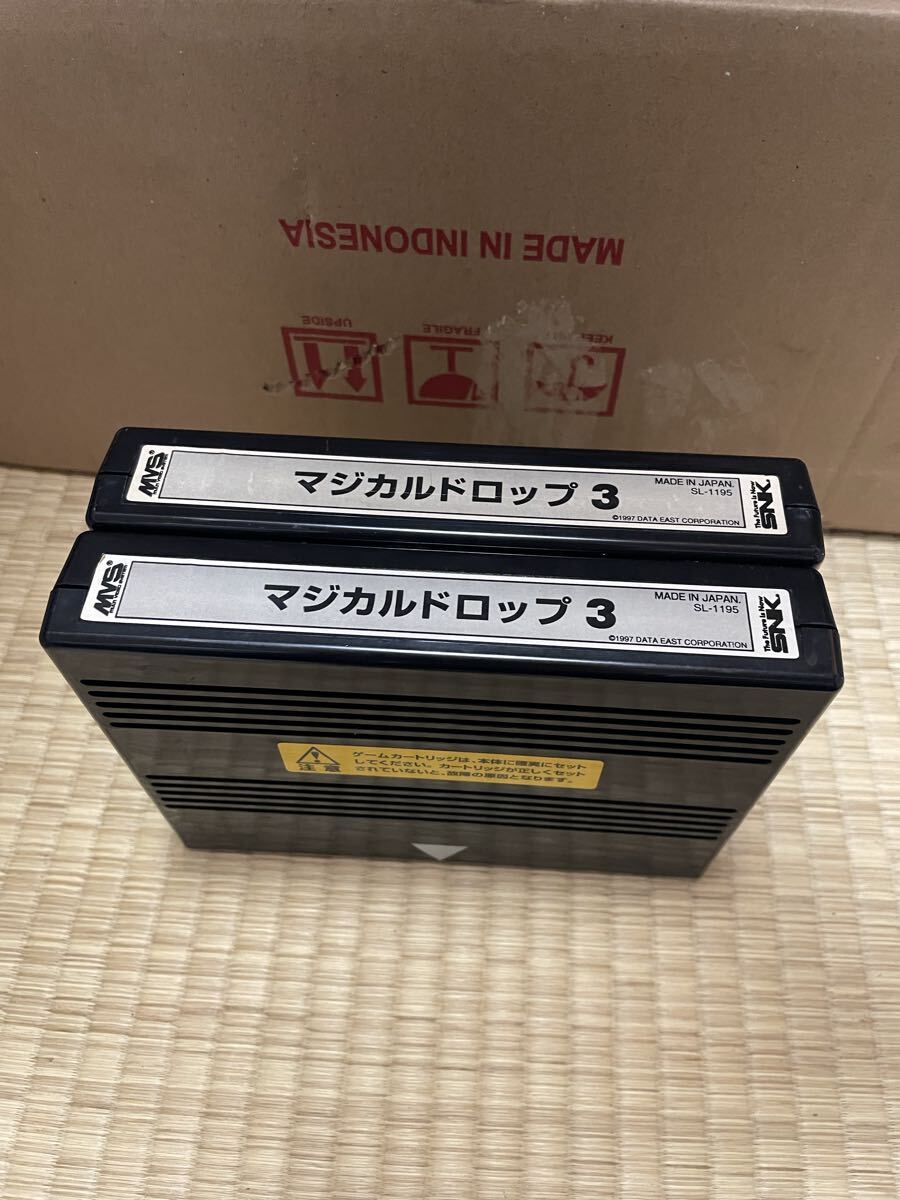 MADE IN INDONESIA
UPSIDE
FRAGILE
MVS®
マジカルドロップ 3
MADE IN JAPAN.
SL-1195
©1997 DATA EAST CORPORATION
The Future Is Now
SNK.
MVS®
マジカルドロップ 3
MADE IN JAPAN.
SL-1195
©1997 DATA EAST CORPORATION
The Future Is Now
SNK.
注意
ゲームカートリッジは、本体に確実にセット
してください。カートリッジが正しくセット
されていないと、故障の原因となります。